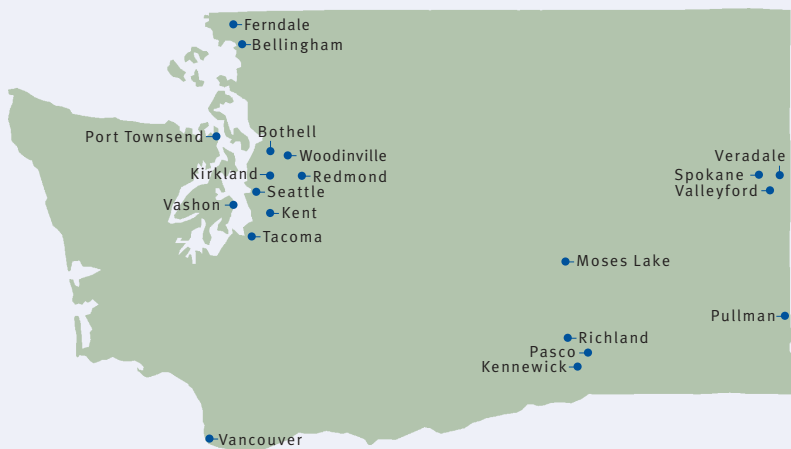 Ferndale
Bellingham
Port Townsend
Bothell
Woodinville
Veradale
Kirkland
Redmond
Spokane
Seattle
Valleyford
Vashon
Kent
Tacoma
Moses Lake
Pullman
Richland
Pasco
Kennewick
Vancouver